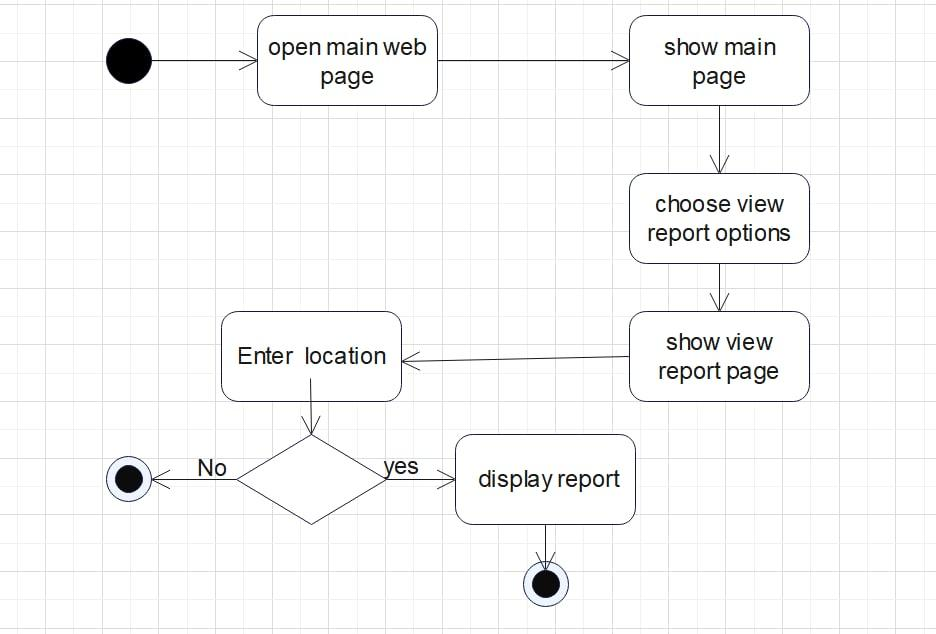 open main web
page
show main
page
choose view
report options
show view
report page
Enter  location
No
yes
display report